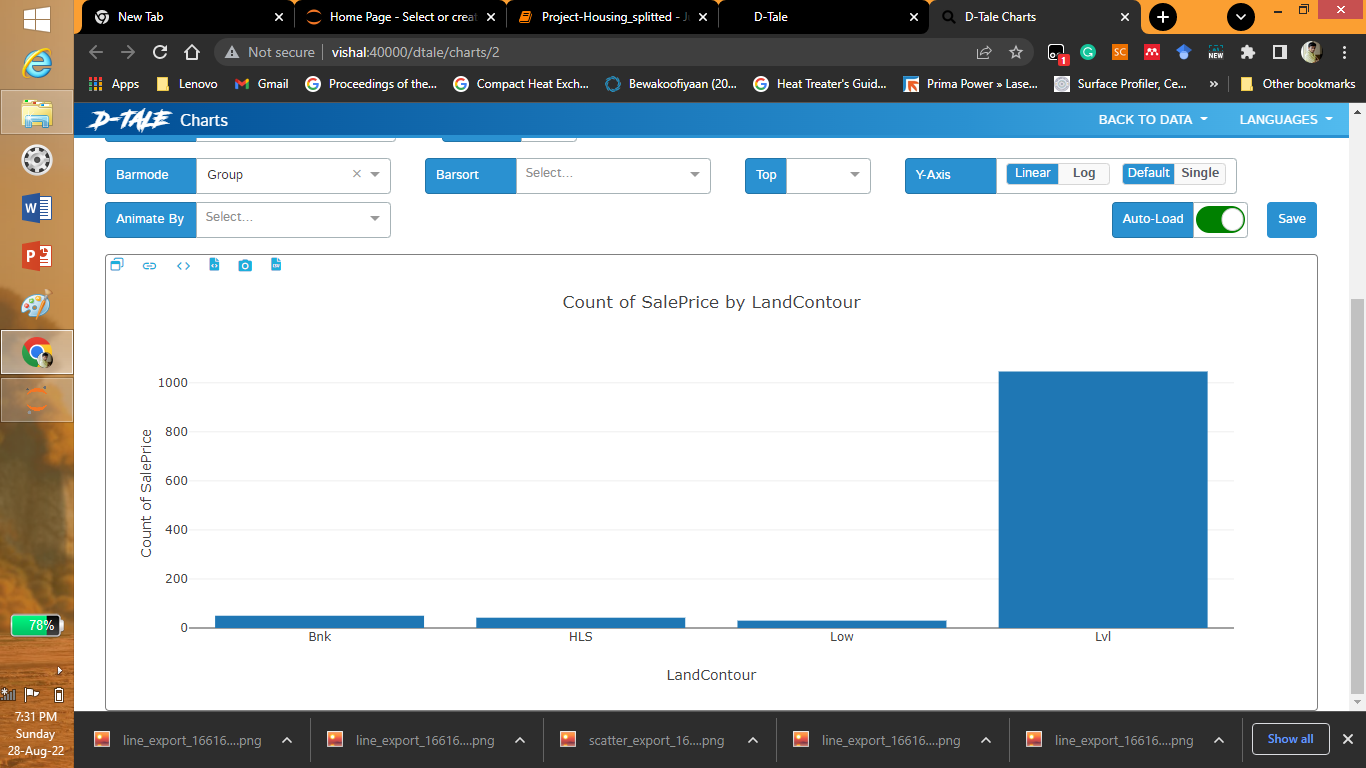 New Tab
Home Page - Select or creat
Project-Housing_splitted - J
D-Tale
D-Tale Charts
Not secure | vishal:40000/dtale/charts/2
SC
NEW
1
Apps
Lenovo
Gmail
Proceedings of the...
Compact Heat Exch...
Bewakoofiyaan (20...
Heat Treater's Guid...
Prima Power » Lase...
Surface Profiler, Ce...
»
Other bookmarks
D-TALE Charts
BACK TO DATA
LANGUAGES
Barmode Group
Barsort Select...
Top
Y-Axis Linear Log Default Single
Animate By Select...
Auto-Load
Save
Count of SalePrice by LandContour
Count of SalePrice
1000
800
600
400
200
0
Bnk HLS Low Lvl
LandContour
78%
7:31 PM
Sunday
28-Aug-22
line_export_16616....png
line_export_16616....png
scatter_export_16....png
line_export_16616....png
line_export_16616....png
Show all